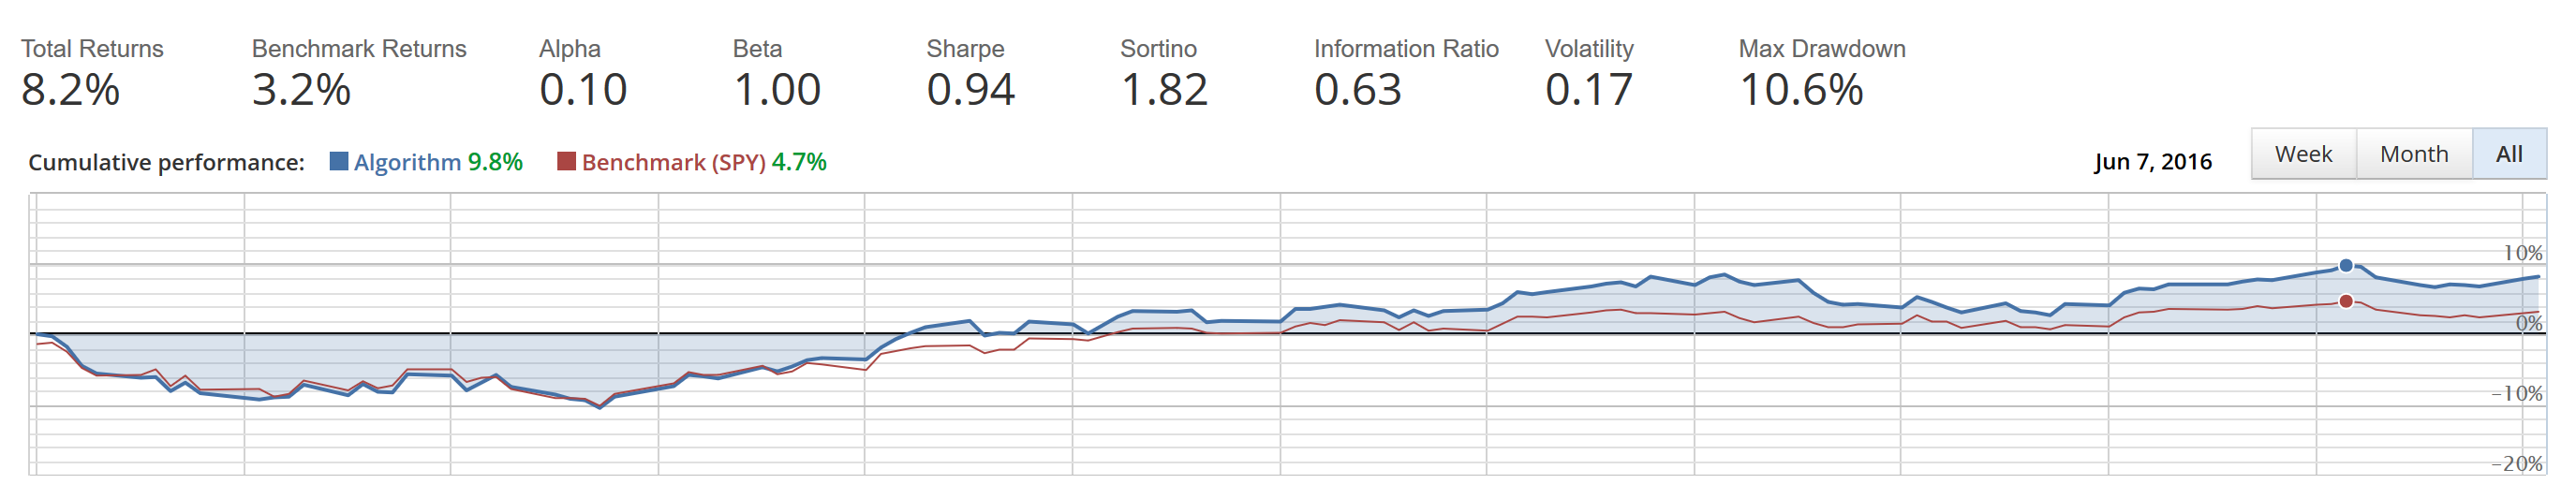 Total Returns Benchmark Returns Alpha Beta Sharpe Sortino Information Ratio Volatility Max Drawdown
8.2% 3.2% 0.10 1.00 0.94 1.82 0.63 0.17 10.6%
Cumulative performance: Algorithm 9.8% Benchmark (SPY) 4.7% Jun 7, 2016 Week Month All
10%
0%
-10%
-20%